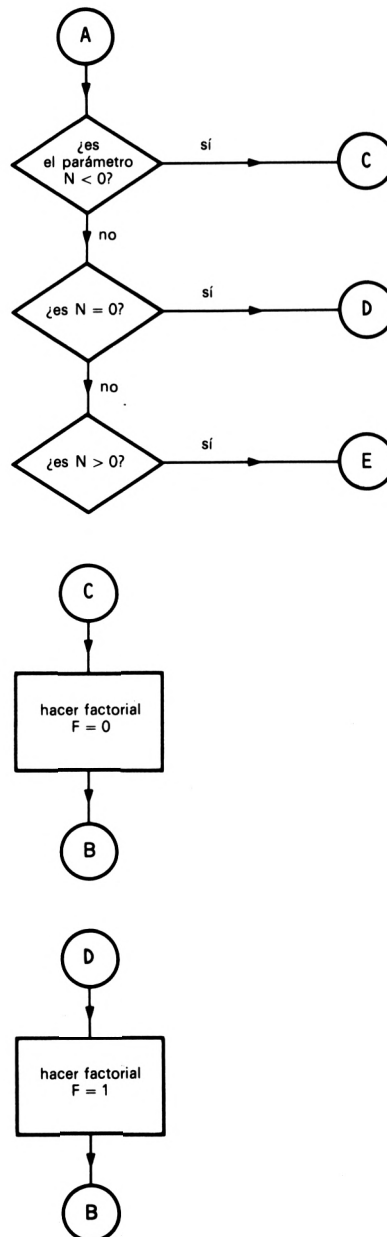 A
¿es
el parámetro
N < 0?
sí
C
no
¿es N = 0?
sí
D
no
¿es N > 0?
sí
E
C
hacer factorial
F = 0
B
D
hacer factorial
F = 1
B